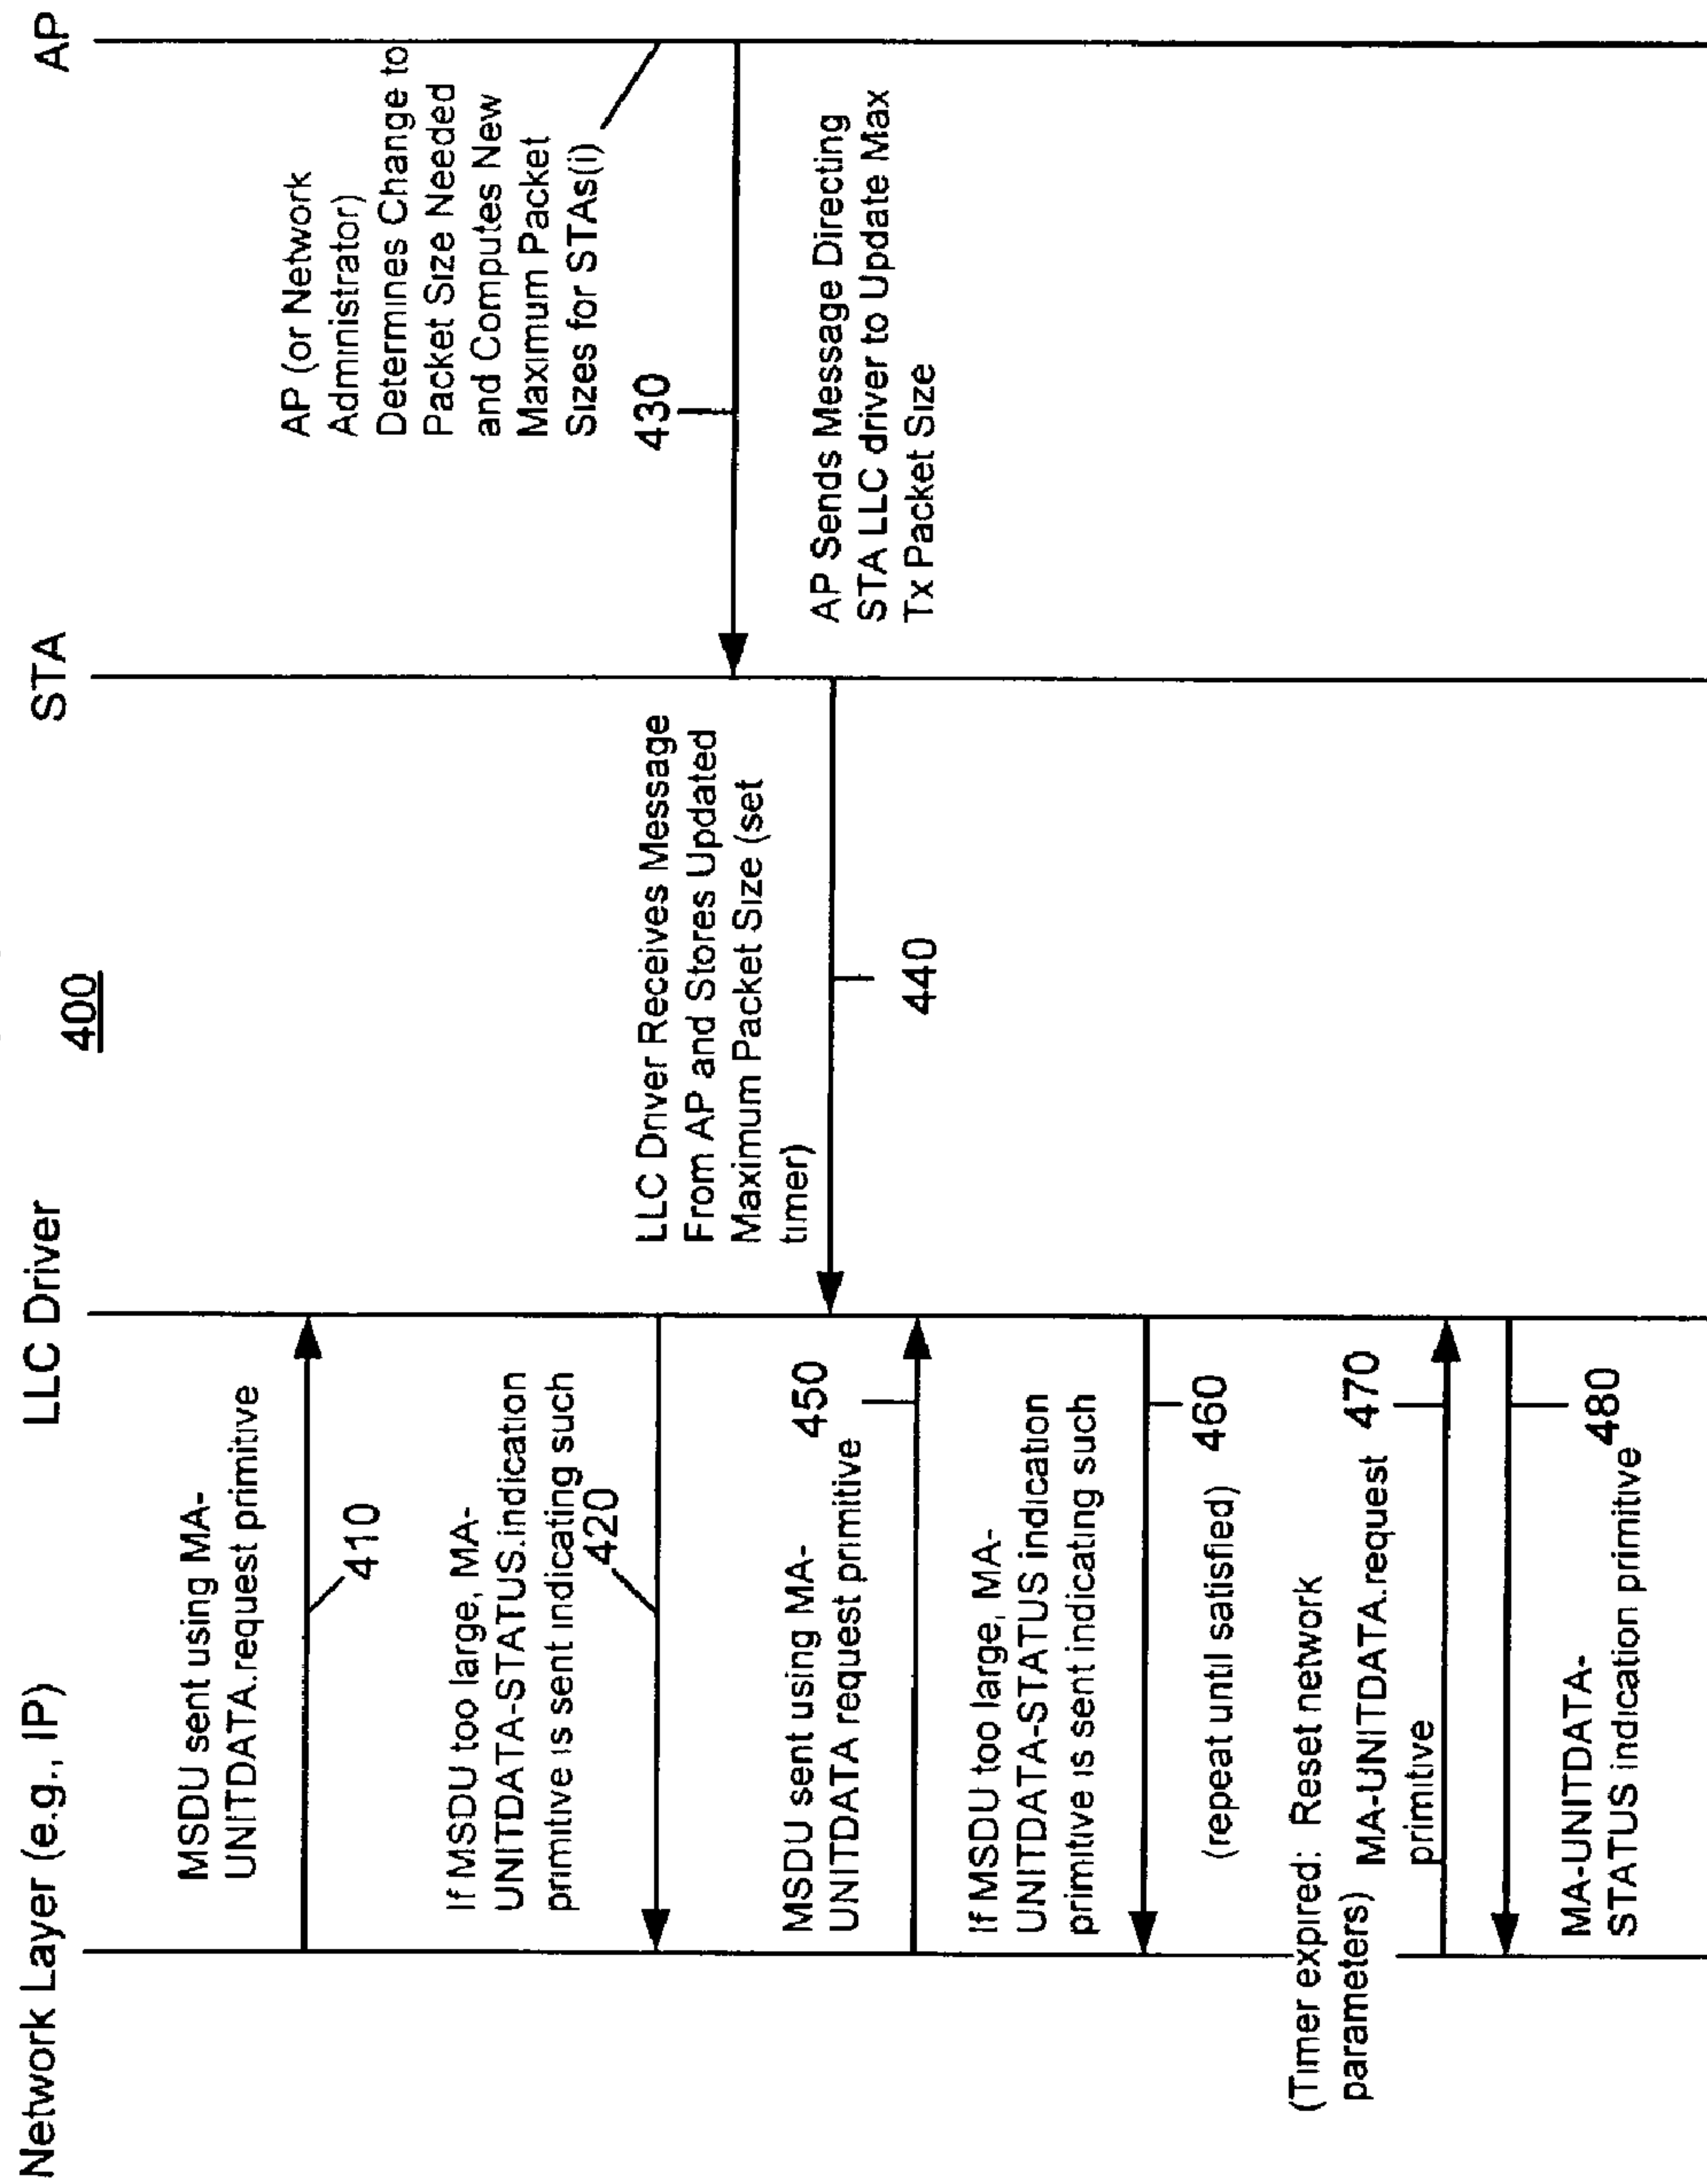 400
Network Layer (e.g., IP)
LLC Driver
STA
AP
MSDU sent using MA-
UNITDATA.request primitive
410
If MSDU too large, MA-
UNITDATA-STATUS.indication
primitive is sent indicating such
420
AP (or Network
Administrator)
Determines Change to
Packet Size Needed
and Computes New
Maximum Packet
Sizes for STAs(i)
430
AP Sends Message Directing
STA LLC driver to Update Max
Tx Packet Size
LLC Driver Receives Message
From AP and Stores Updated
Maximum Packet Size (set
timer)
440
MSDU sent using MA-
UNITDATA request primitive
450
If MSDU too large, MA-
UNITDATA-STATUS indication
primitive is sent indicating such
460
(repeat until satisfied)
(Timer expired: Reset network
parameters)
MA-UNITDATA.request
primitive
470
480
MA-UNITDATA-
STATUS indication primitive